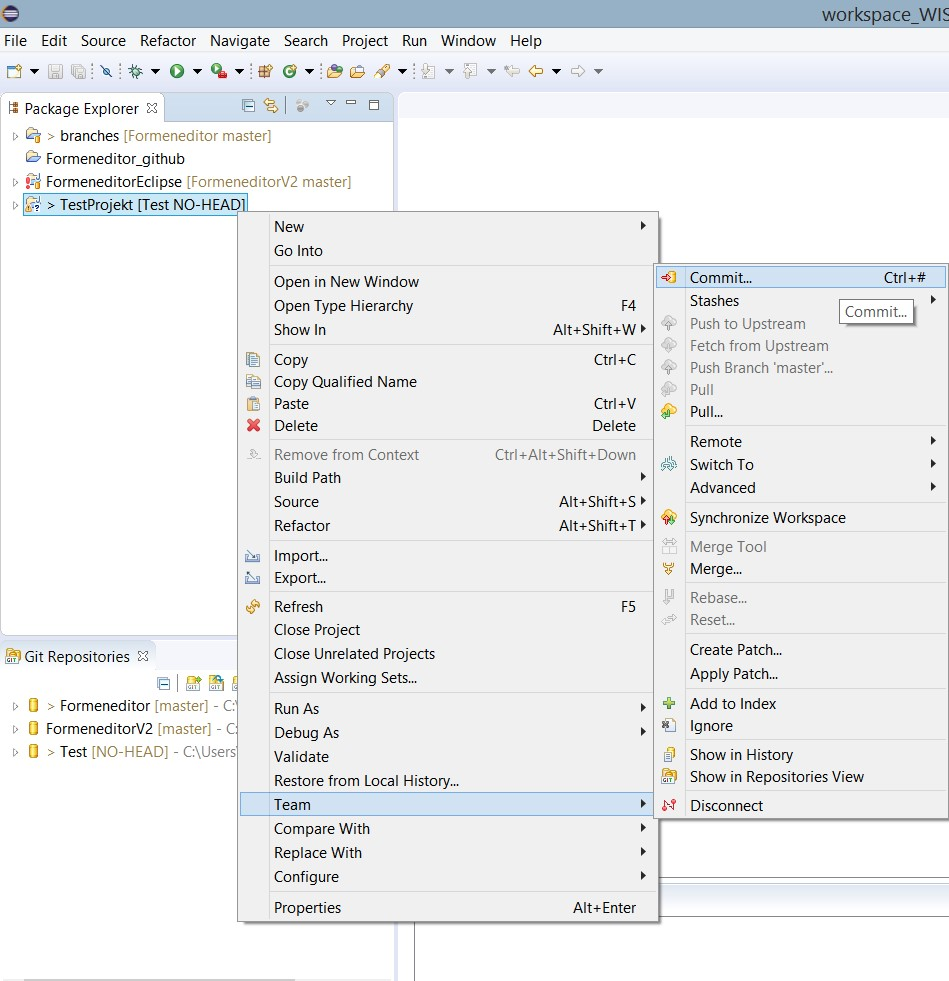 workspace_WIS
File Edit Source Refactor Navigate Search Project Run Window Help
Package Explorer
> branches [Formeneditor master]
Formeneditor_github
FormeneditorEclipse [FormeneditorV2 master]
> TestProjekt [Test NO-HEAD]
New
Go Into
Open in New Window
Open Type Hierarchy F4
Show In Alt+Shift+W
Copy Ctrl+C
Copy Qualified Name
Paste Ctrl+V
Delete Delete
Remove from Context Ctrl+Alt+Shift+Down
Build Path
Source Alt+Shift+S
Refactor Alt+Shift+T
Import...
Export...
Refresh F5
Close Project
Close Unrelated Projects
Assign Working Sets...
Run As
Debug As
Validate
Restore from Local History...
Team
Compare With
Replace With
Configure
Properties Alt+Enter
Commit... Ctrl+#
Stashes
Commit...
Push to Upstream
Fetch from Upstream
Push Branch 'master'...
Pull
Pull...
Remote
Switch To
Advanced
Synchronize Workspace
Merge Tool
Merge...
Rebase...
Reset...
Create Patch...
Apply Patch...
Add to Index
Ignore
Show in History
GIT Show in Repositories View
Disconnect
GIT Git Repositories
GIT GIT
> Formeneditor [master] - C:\
FormeneditorV2 [master] - C:\
> Test [NO-HEAD] - C:\Users\